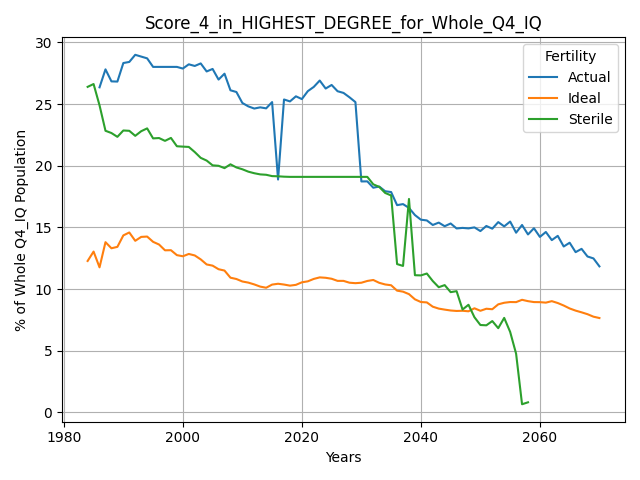 Score_4_in_HIGHEST_DEGREE_for_Whole_Q4_IQ
% of Whole Q4_IQ Population
30
25
20
15
10
5
0
Fertility
Actual
Ideal
Sterile
1980 2000 2020 2040 2060
Years